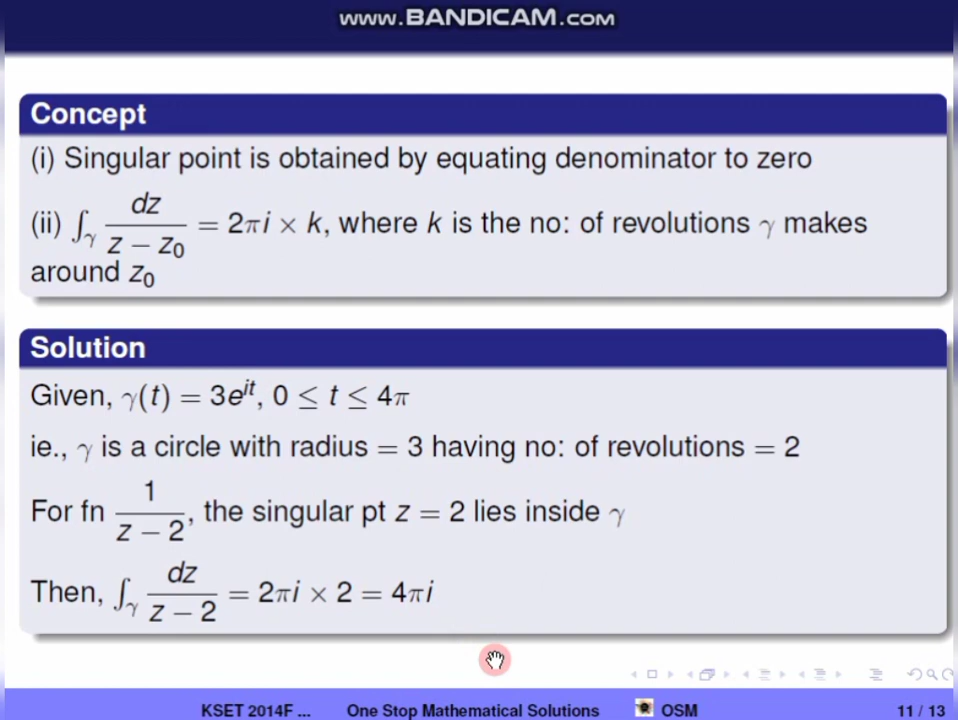 www.BANDICAM.com
Concept
(i) Singular point is obtained by equating denominator to zero
(ii) ∫γ dz/(z − z₀) = 2πi × k, where k is the no: of revolutions γ makes
around z₀
Solution
Given, γ(t) = 3e^{it}, 0 ≤ t ≤ 4π
ie., γ is a circle with radius = 3 having no: of revolutions = 2
For fn 1/(z − 2), the singular pt z = 2 lies inside γ
Then, ∫γ dz/(z − 2) = 2πi × 2 = 4πi
KSET 2014F ... One Stop Mathematical Solutions OSM 11 / 13